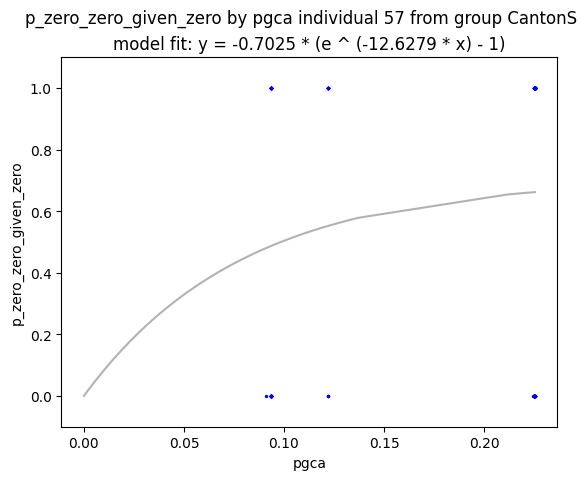 p_zero_zero_given_zero by pgca individual 57 from group CantonS
model fit: y = -0.7025 * (e ^ (-12.6279 * x) - 1)
1.0
0.8
0.6
0.4
0.2
0.0
p_zero_zero_given_zero
0.00 0.05 0.10 0.15 0.20
pgca